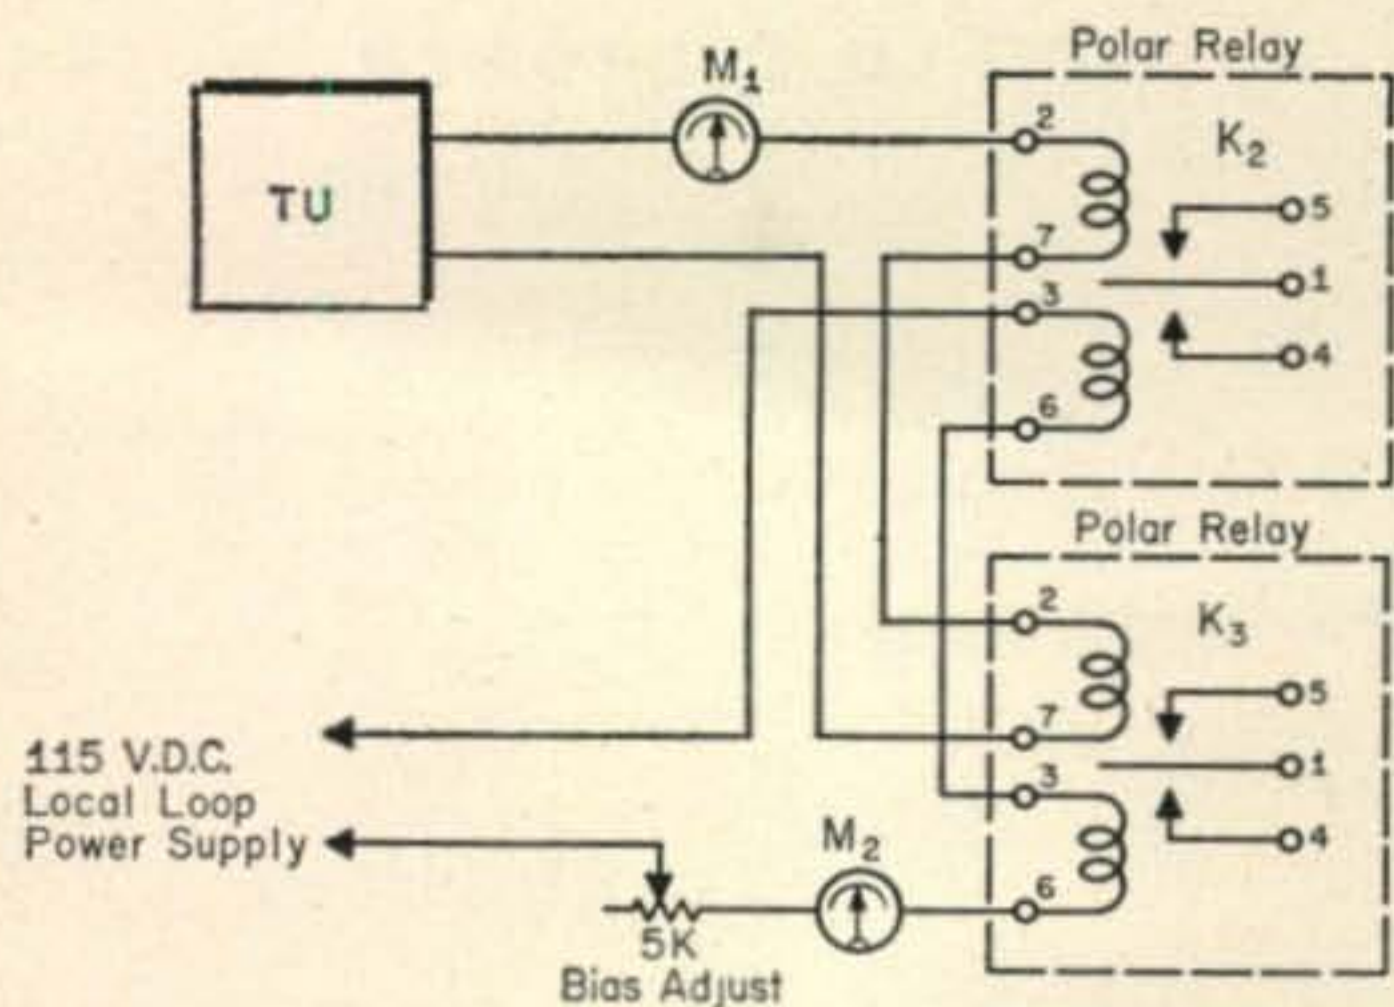 Polar Relay
M₁
TU
2
K₂
5
7
1
3
4
6
Polar Relay
2
K₃
5
7
1
3
4
6
115 V.D.C.
Local Loop
Power Supply
M₂
5K
Bias Adjust